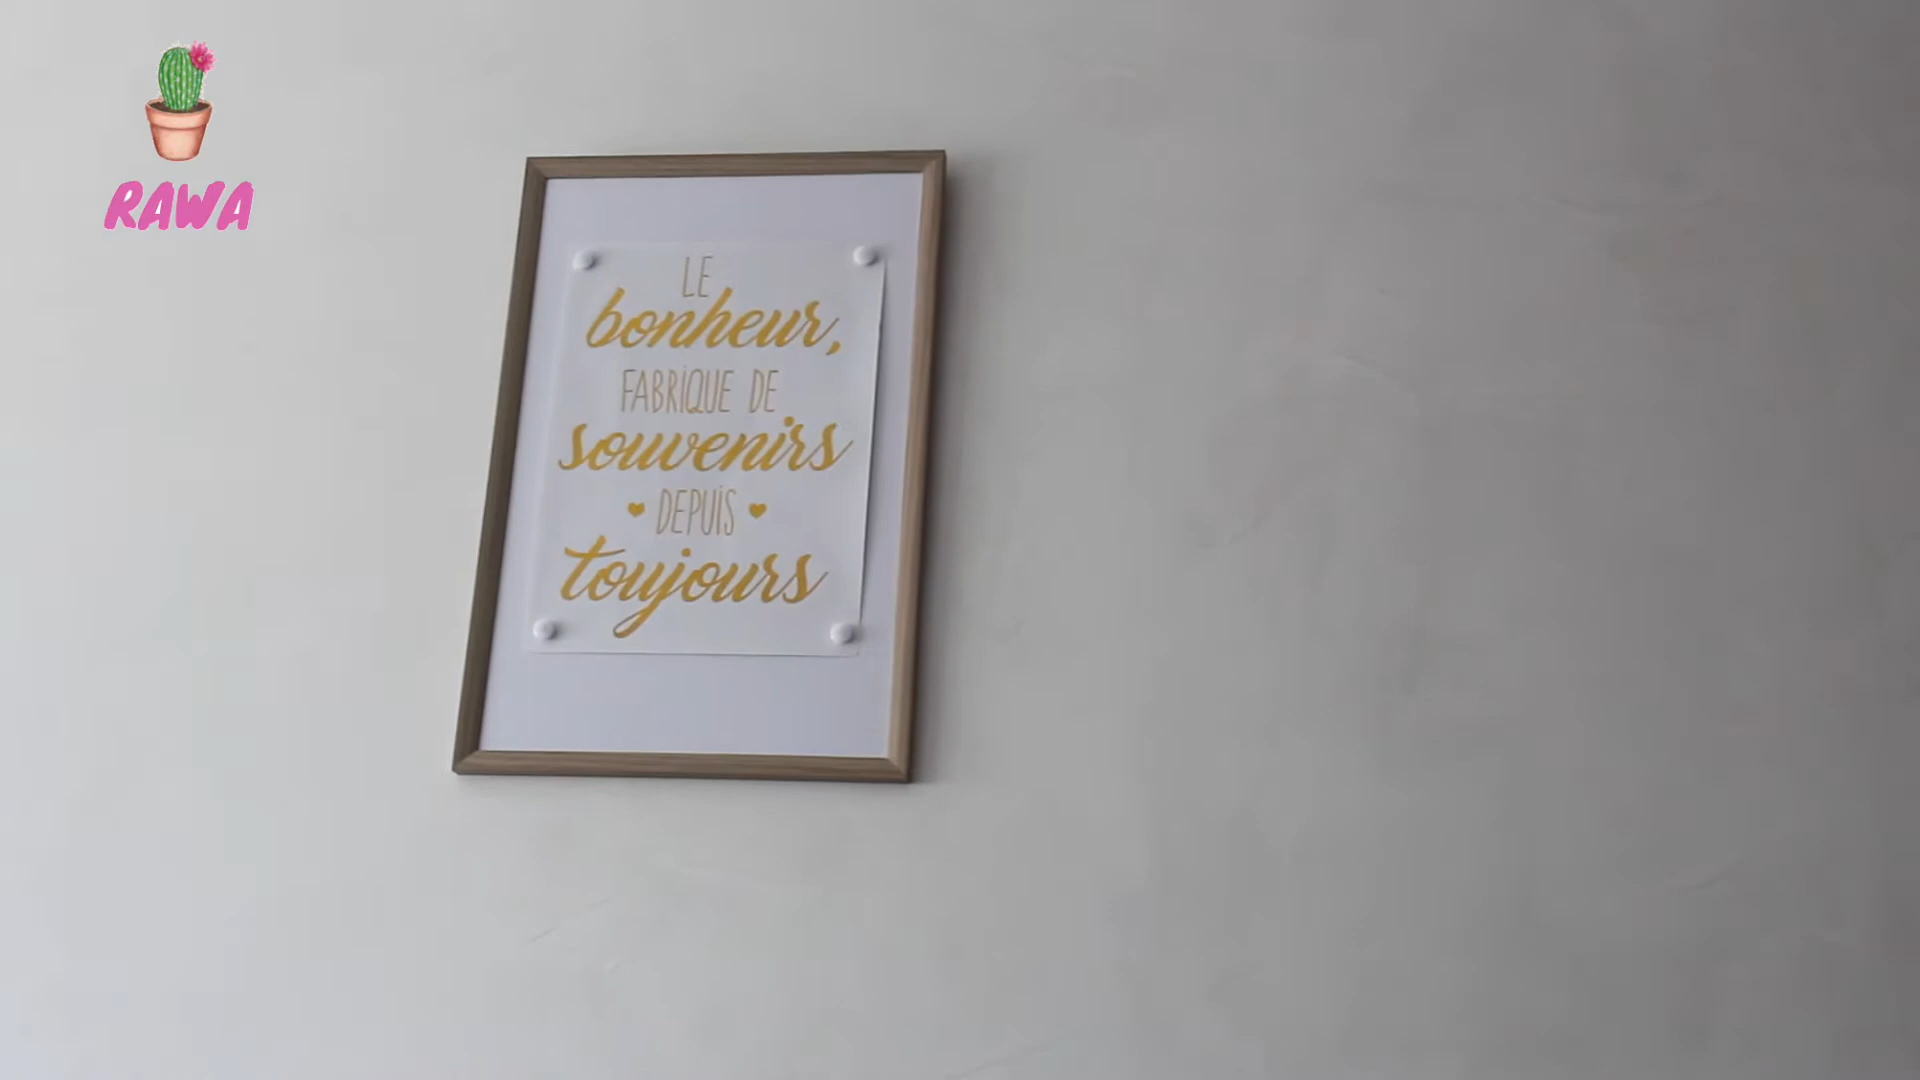 RAWA
LE
bonheur,
FABRIQUE DE
souvenirs
DEPUIS
toujours